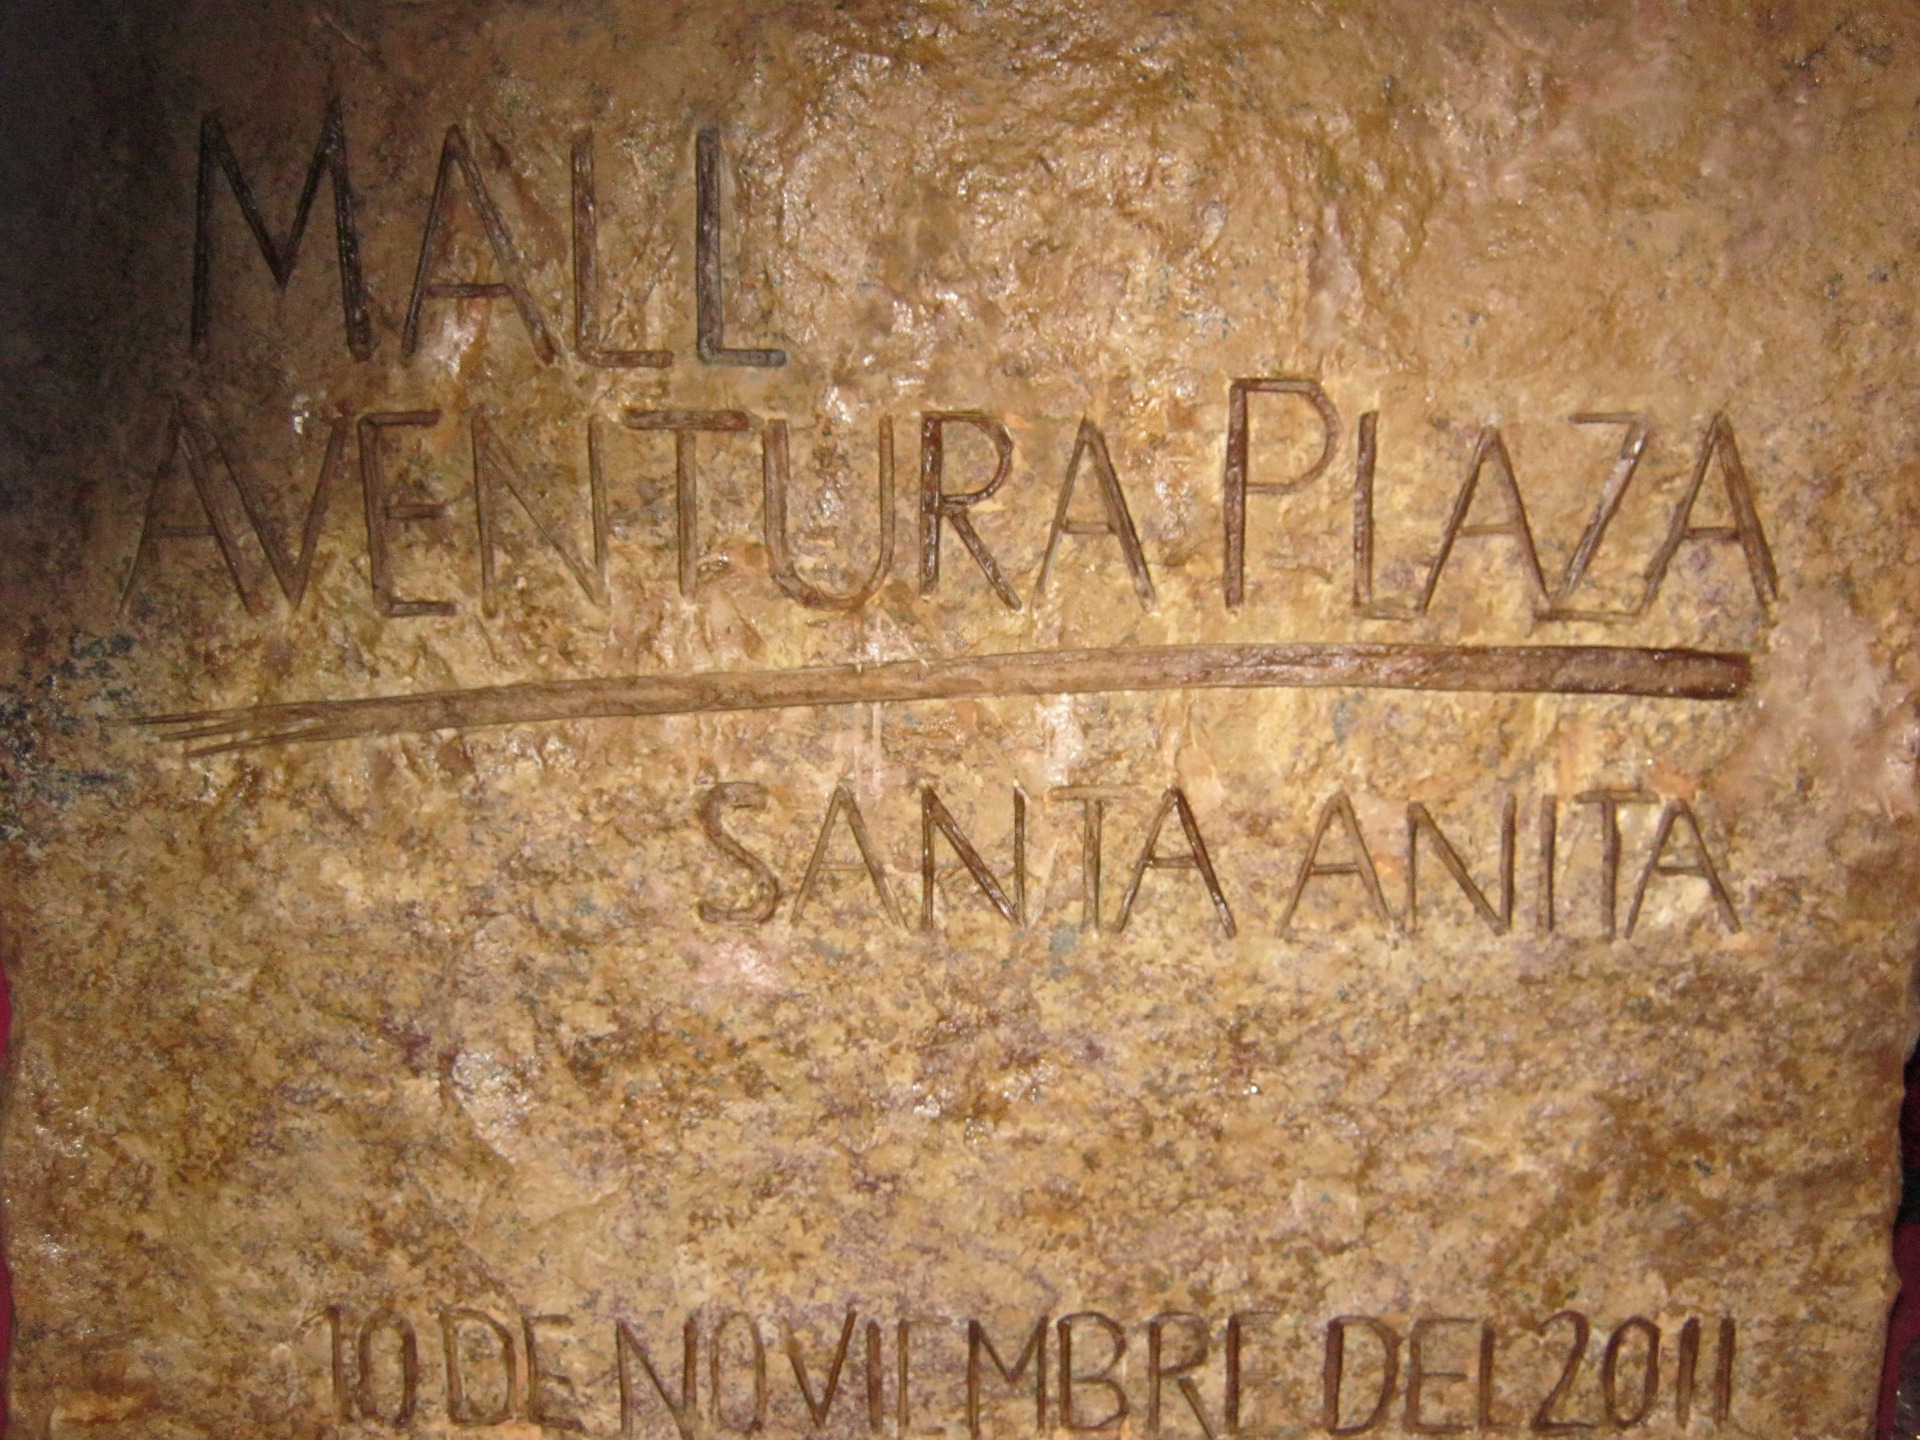 MALL
AVENTURA PLAZA
SANTA ANITA
10 DE NOVIEMBRE DEL 2011